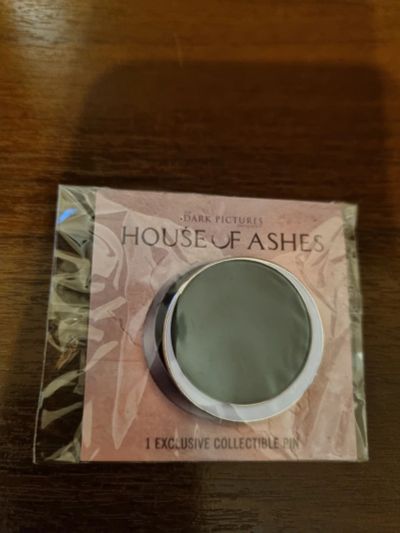 DARK PICTURES
HOUSE OF ASHES
1 EXCLUSIVE COLLECTIBLE PIN